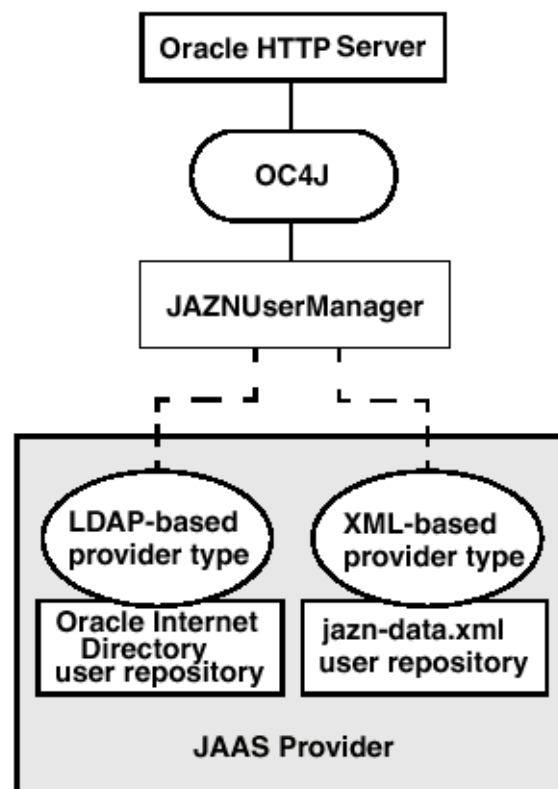 Oracle HTTP Server
OC4J
JAZNUserManager
LDAP-based
provider type
Oracle Internet
Directory
user repository
XML-based
provider type
jazn-data.xml
user repository
JAAS Provider